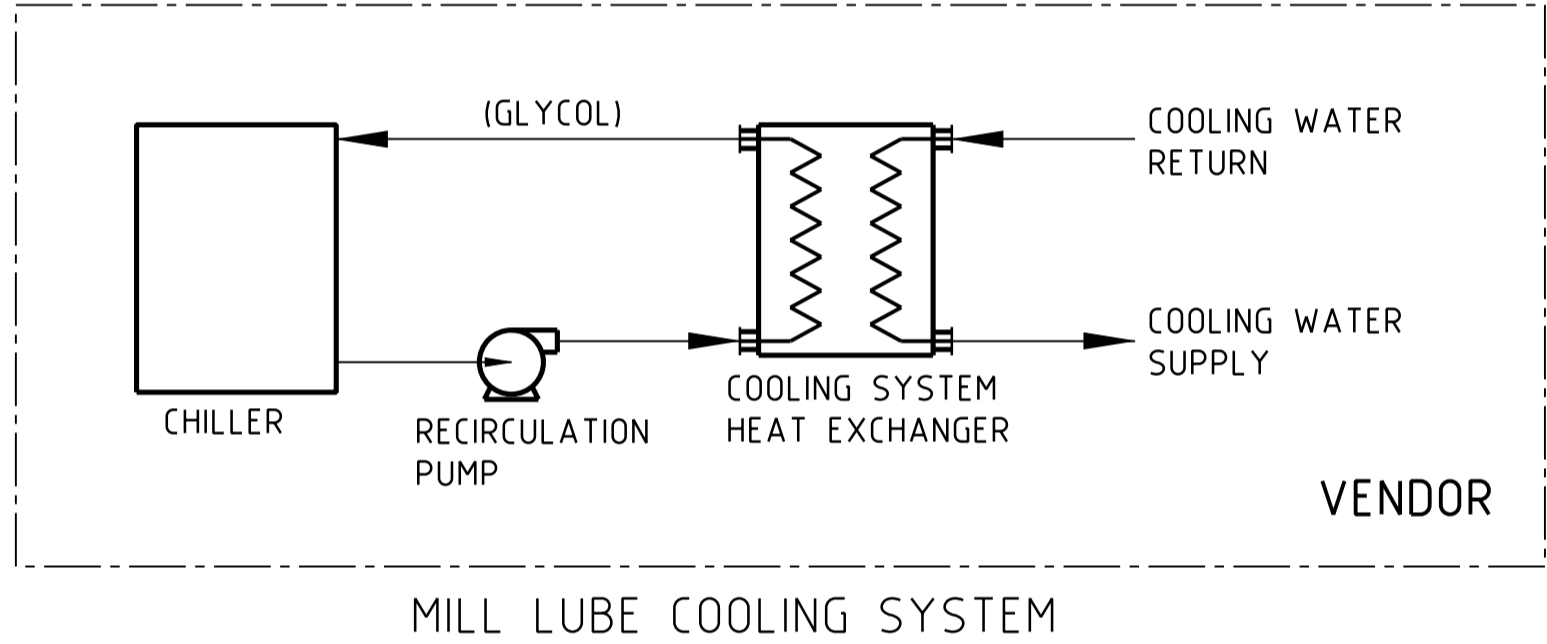 (GLYCOL)
COOLING WATER
RETURN
COOLING WATER
SUPPLY
CHILLER
RECIRCULATION
PUMP
COOLING SYSTEM
HEAT EXCHANGER
VENDOR
MILL LUBE COOLING SYSTEM